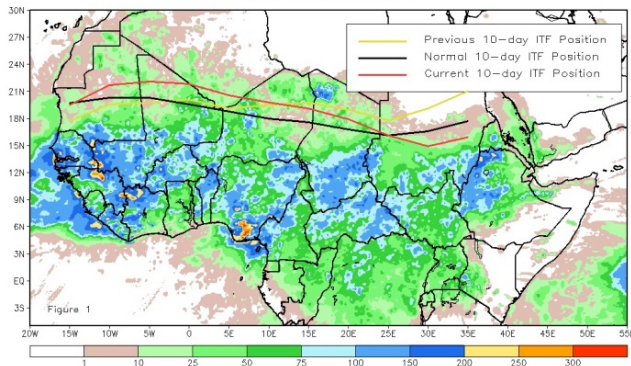 30N
27N
24N
21N
18N
15N
12N
9N
6N
3N
EQ
3S
Previous 10-day ITF Position
Normal 10-day ITF Position
Current 10-day ITF Position
Figure 1
20W 15W 10W 5W 0 5E 10E 15E 20E 25E 30E 35E 40E 45E 50E 55E
1 10 25 50 75 100 150 200 250 300